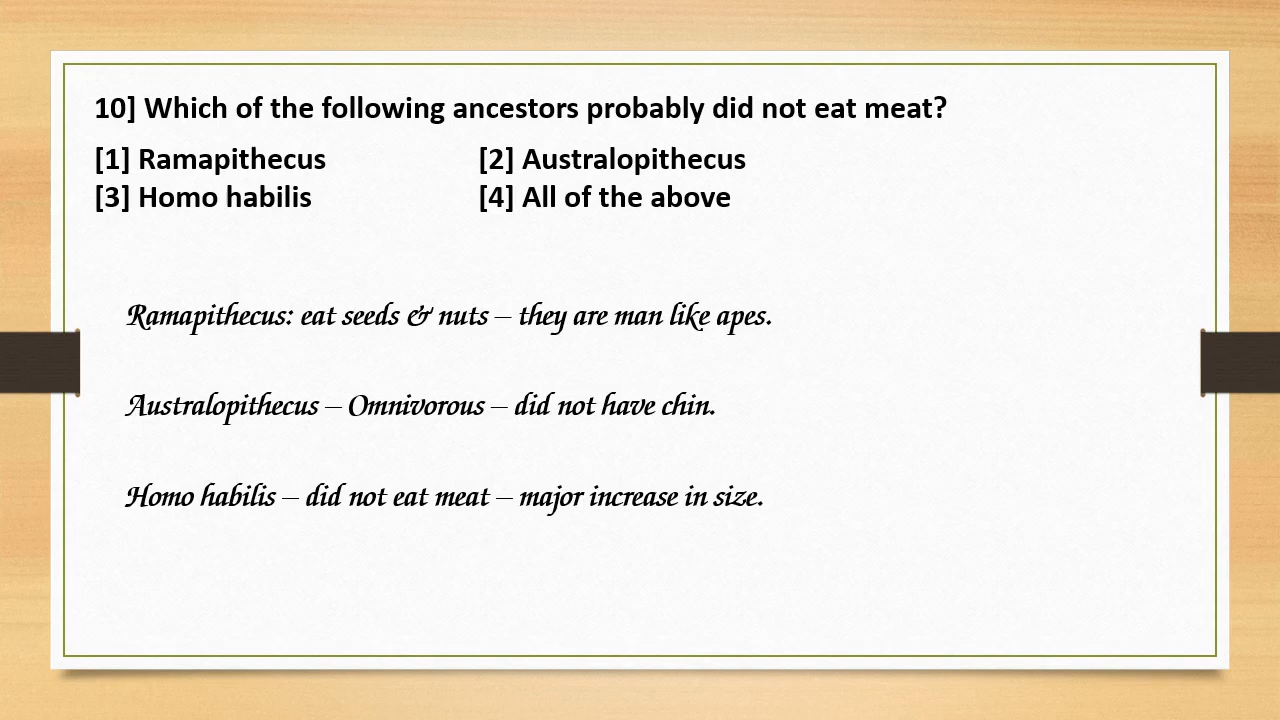 10] Which of the following ancestors probably did not eat meat?
[1] Ramapithecus [2] Australopithecus
[3] Homo habilis [4] All of the above
Ramapithecus: eat seeds & nuts – they are man like apes.
Australopithecus – Omnivorous – did not have chin.
Homo habilis – did not eat meat – major increase in size.